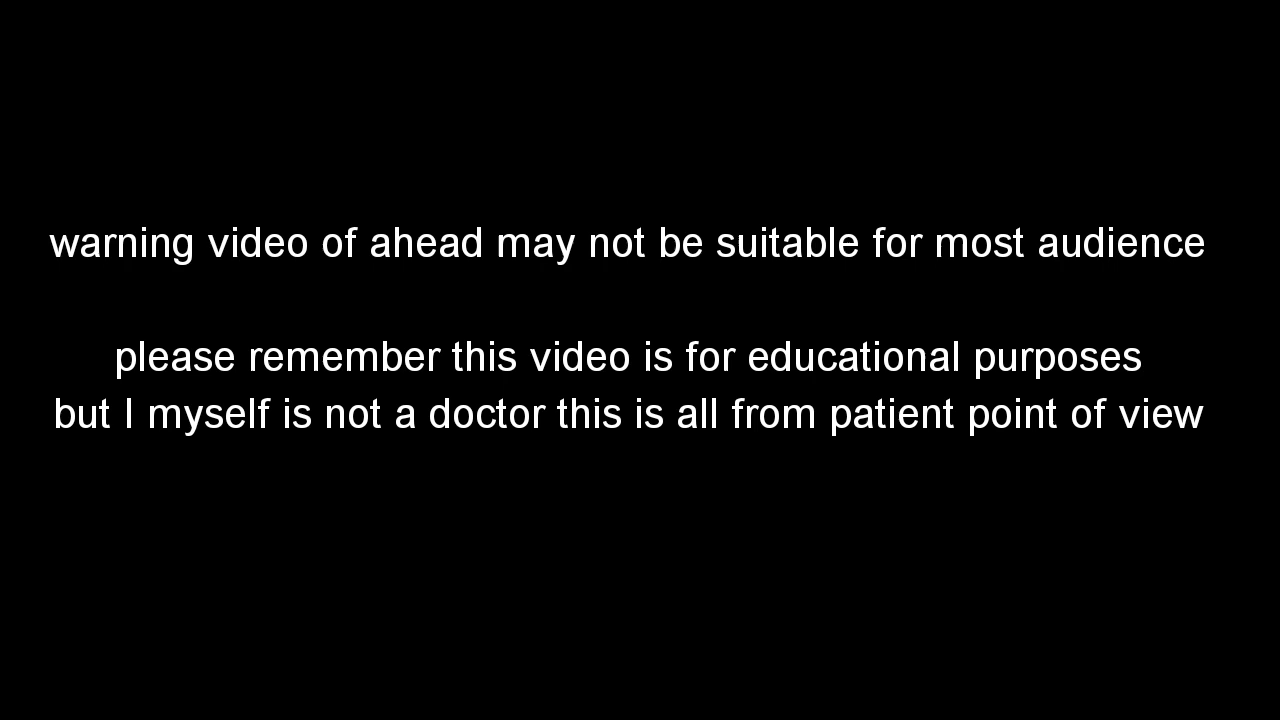 warning video of ahead may not be suitable for most audience
please remember this video is for educational purposes
but I myself is not a doctor this is all from patient point of view